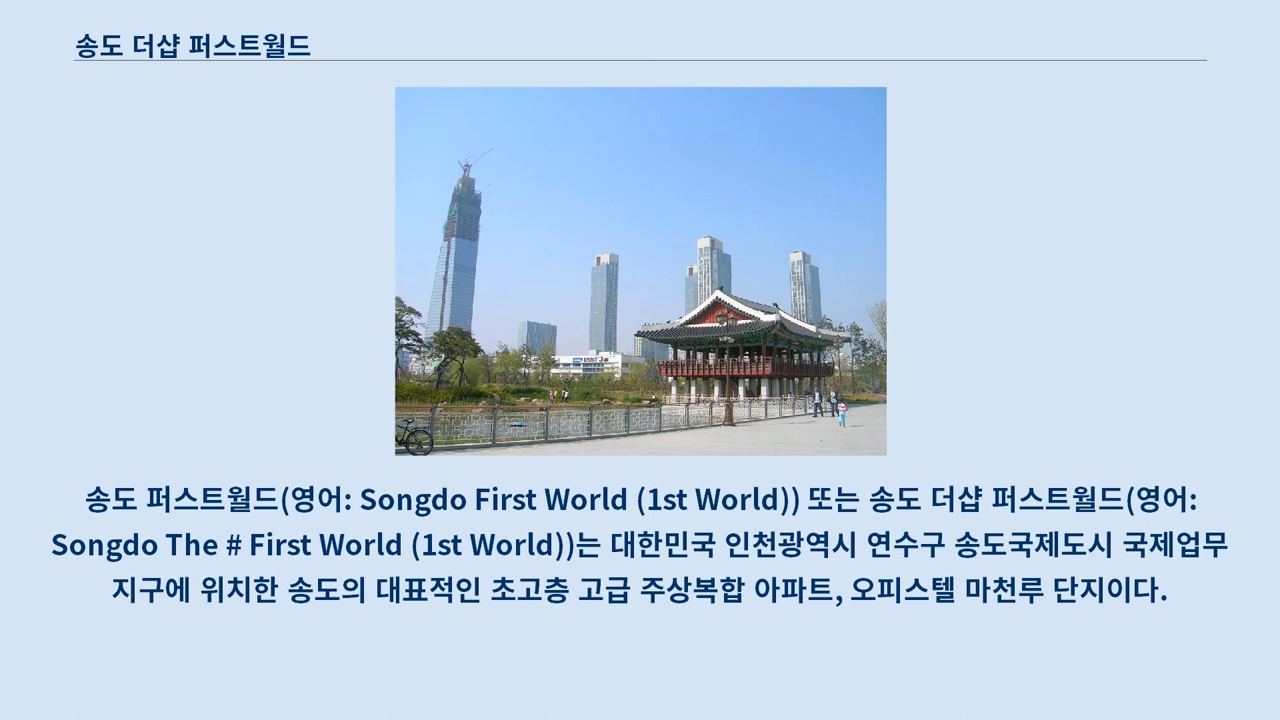 송도 더샵 퍼스트월드
송도 퍼스트월드(영어: Songdo First World (1st World)) 또는 송도 더샵 퍼스트월드(영어:
Songdo The # First World (1st World))는 대한민국 인천광역시 연수구 송도국제도시 국제업무
지구에 위치한 송도의 대표적인 초고층 고급 주상복합 아파트, 오피스텔 마천루 단지이다.